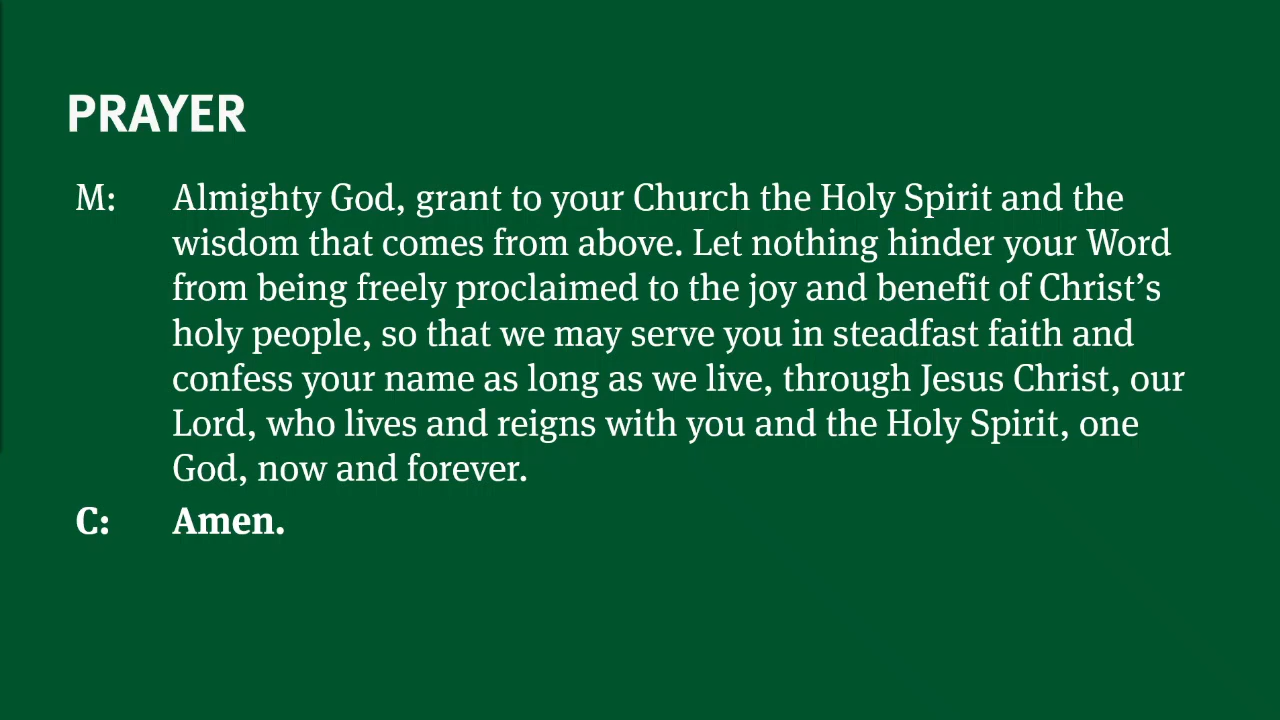 PRAYER
M: Almighty God, grant to your Church the Holy Spirit and the
wisdom that comes from above. Let nothing hinder your Word
from being freely proclaimed to the joy and benefit of Christ’s
holy people, so that we may serve you in steadfast faith and
confess your name as long as we live, through Jesus Christ, our
Lord, who lives and reigns with you and the Holy Spirit, one
God, now and forever.
C: Amen.